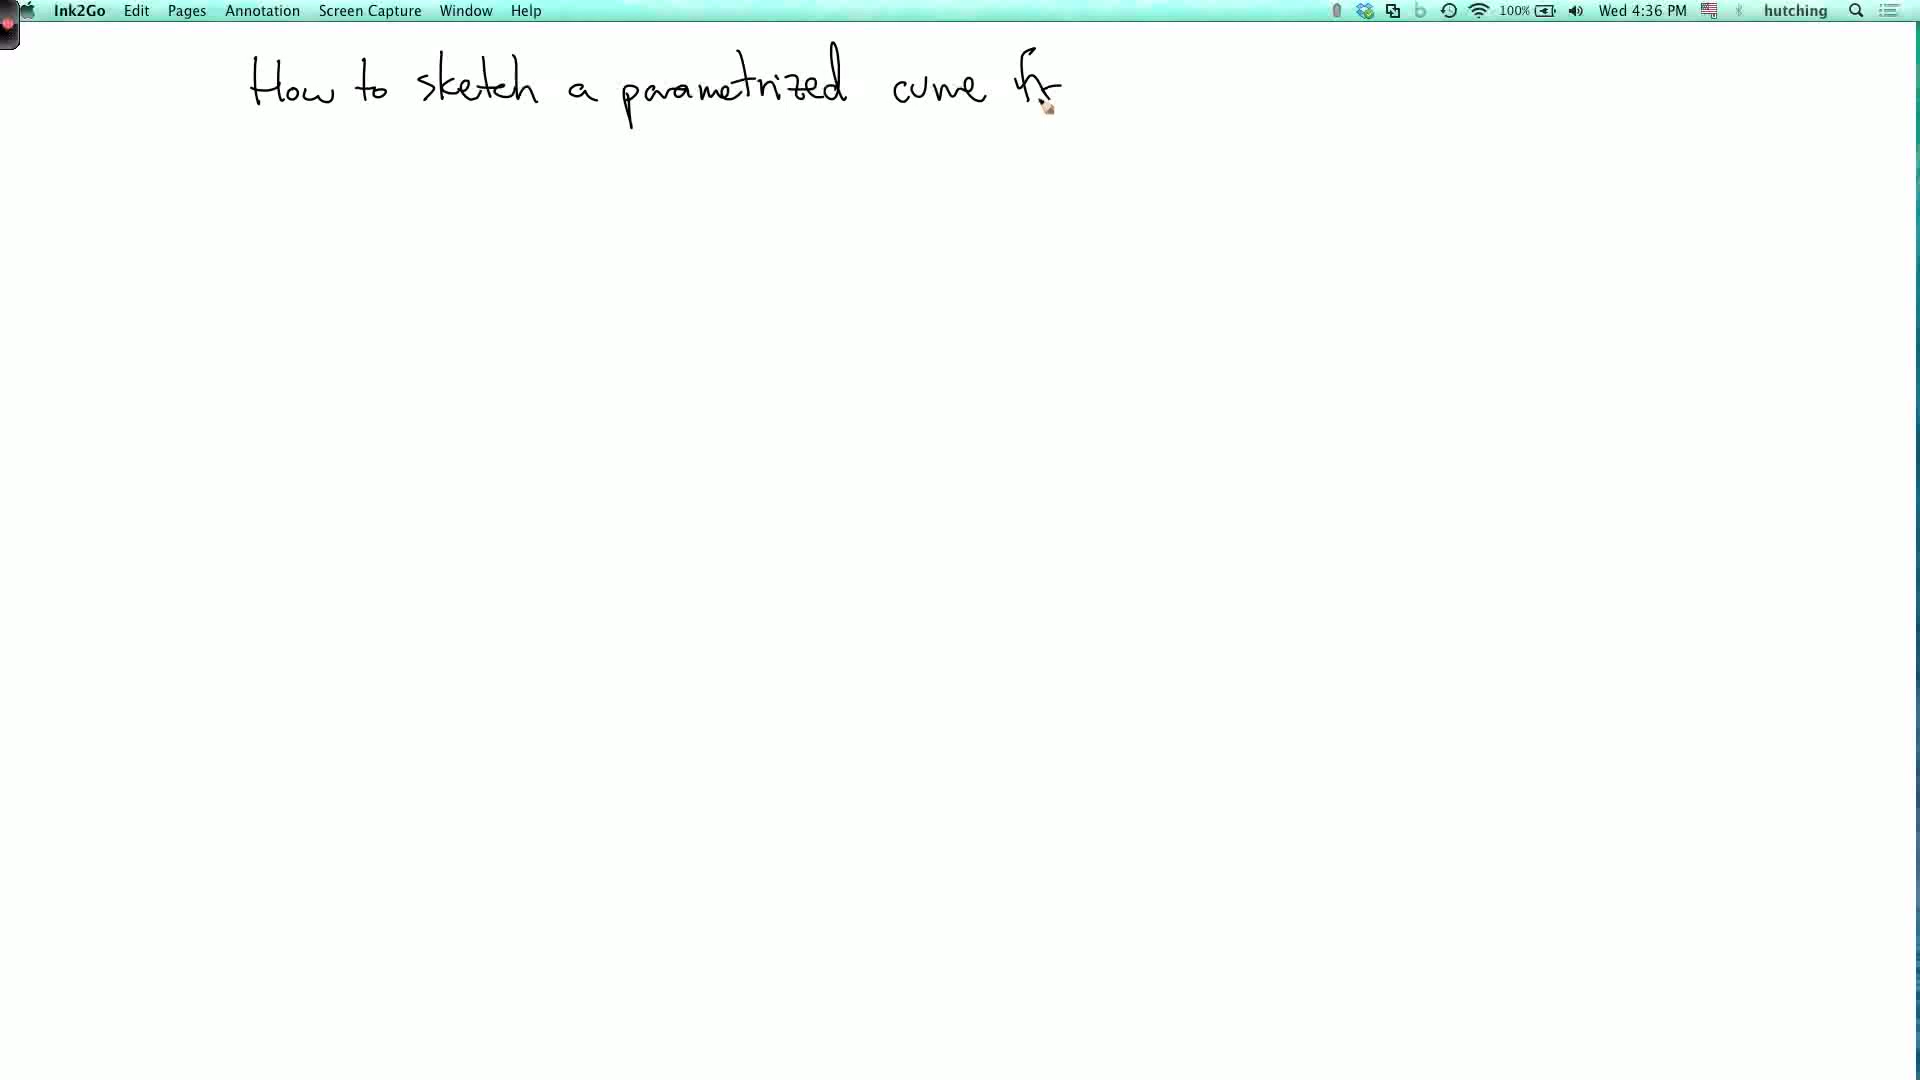 Ink2Go Edit Pages Annotation Screen Capture Window Help 100% Wed 4:36 PM hutching
How to sketch a parametrized curve fr